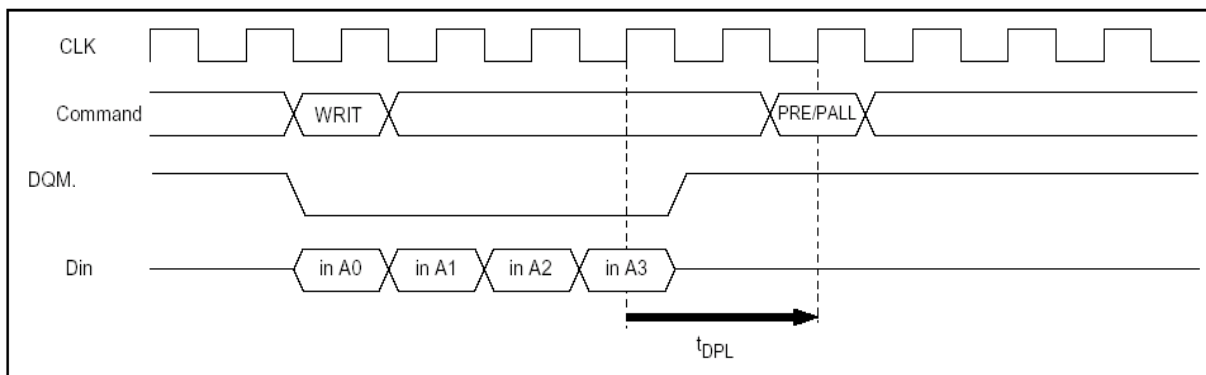 CLK
Command WRIT PRE/PALL
DQM.
Din in A0 in A1 in A2 in A3
tDPL